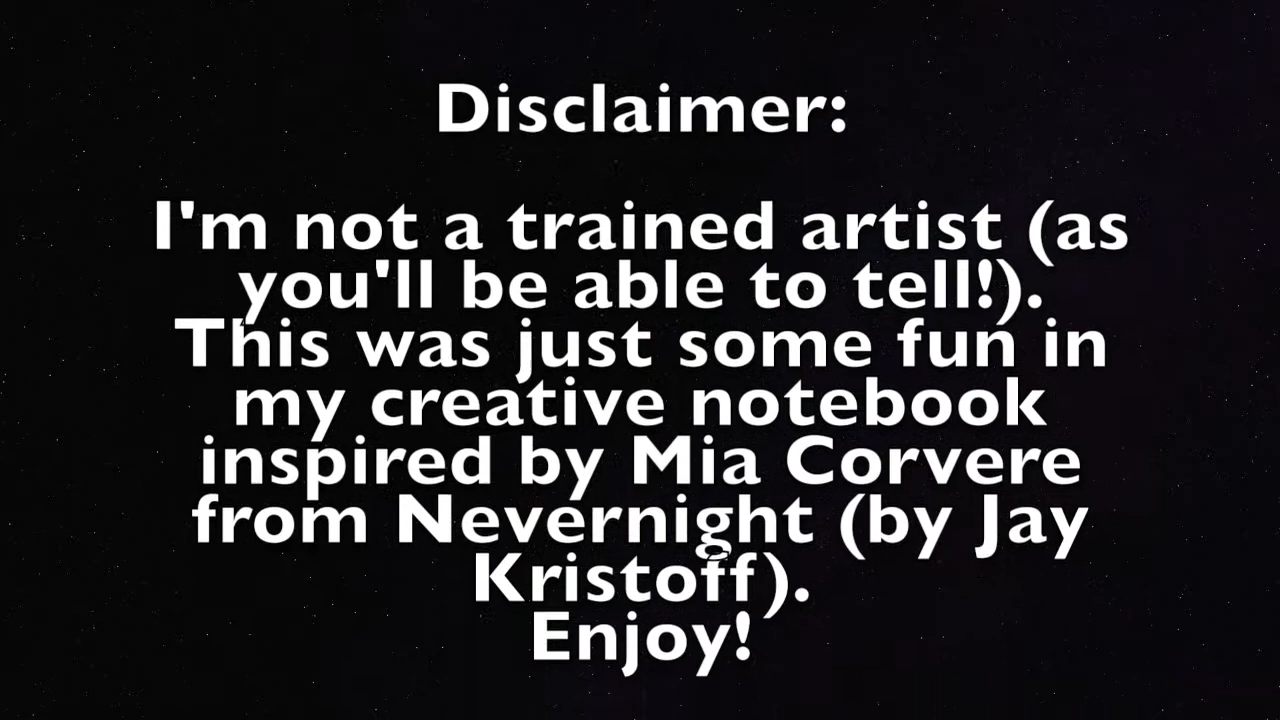 Disclaimer:
I'm not a trained artist (as
you'll be able to tell!).
This was just some fun in
my creative notebook
inspired by Mia Corvere
from Nevernight (by Jay
Kristoff).
Enjoy!